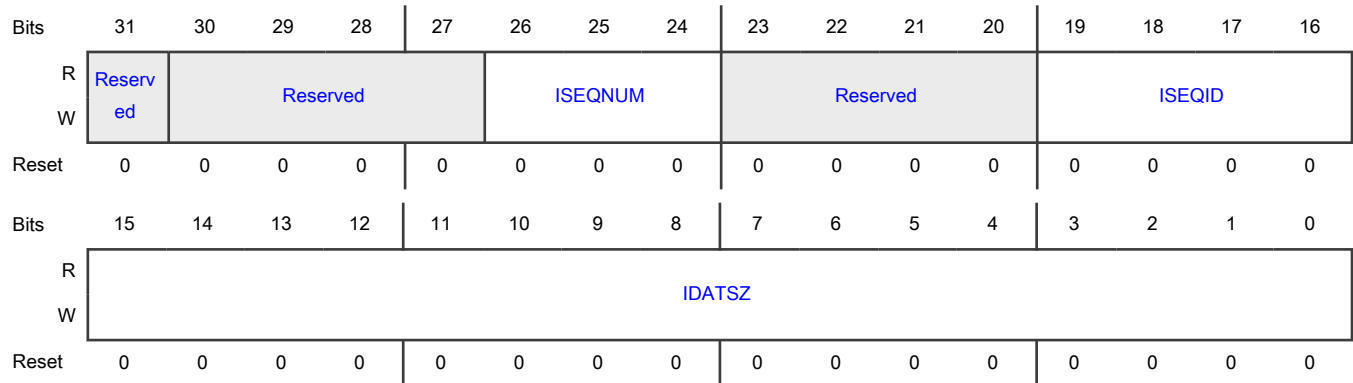 Bits 31 30 29 28 27 26 25 24 23 22 21 20 19 18 17 16
R
Reserv
ed
Reserved ISEQNUM Reserved ISEQID
W
Reset 0 0 0 0 0 0 0 0 0 0 0 0 0 0 0 0
Bits 15 14 13 12 11 10 9 8 7 6 5 4 3 2 1 0
R
IDATSZ
W
Reset 0 0 0 0 0 0 0 0 0 0 0 0 0 0 0 0